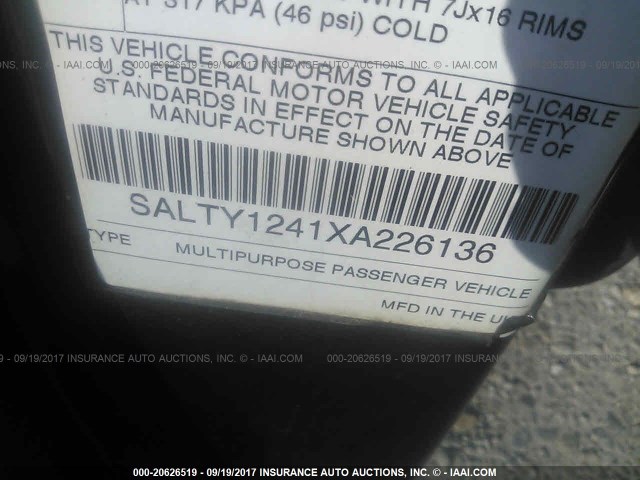 WITH 7Jx16 RIMS
AT 317 KPA (46 psi) COLD
THIS VEHICLE CONFORMS TO ALL APPLICABLE
U.S. FEDERAL MOTOR VEHICLE SAFETY
STANDARDS IN EFFECT ON THE DATE OF
MANUFACTURE SHOWN ABOVE
SALTY1241XA226136
TYPE MULTIPURPOSE PASSENGER VEHICLE
MFD IN THE UK
000-20626519 - 09/19/2017 INSURANCE AUTO AUCTIONS, INC. - IAAI.COM